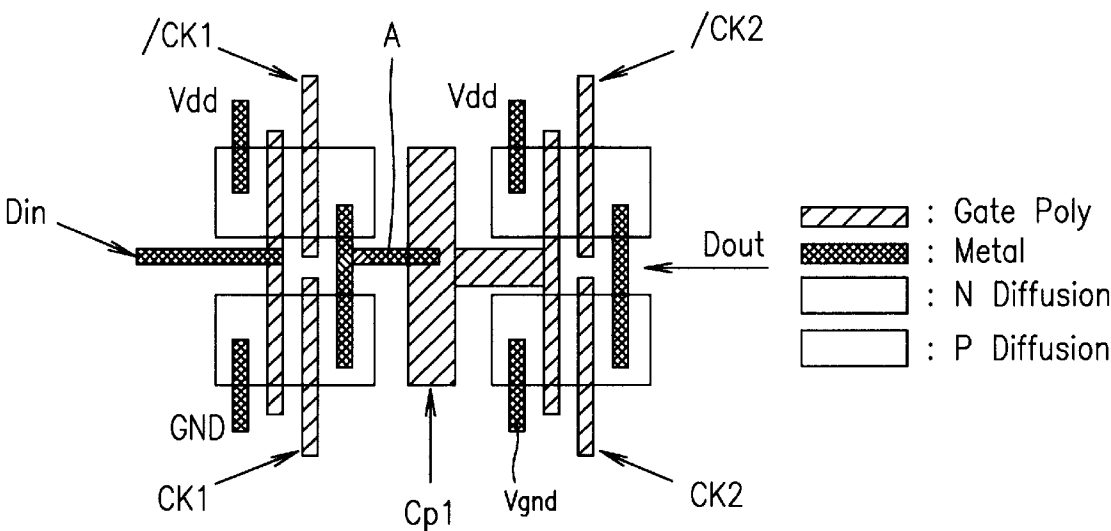 /CK1
A
/CK2
Vdd
Vdd
Din
Dout
: Gate Poly
: Metal
: N Diffusion
: P Diffusion
GND
CK1
Cp1
Vgnd
CK2